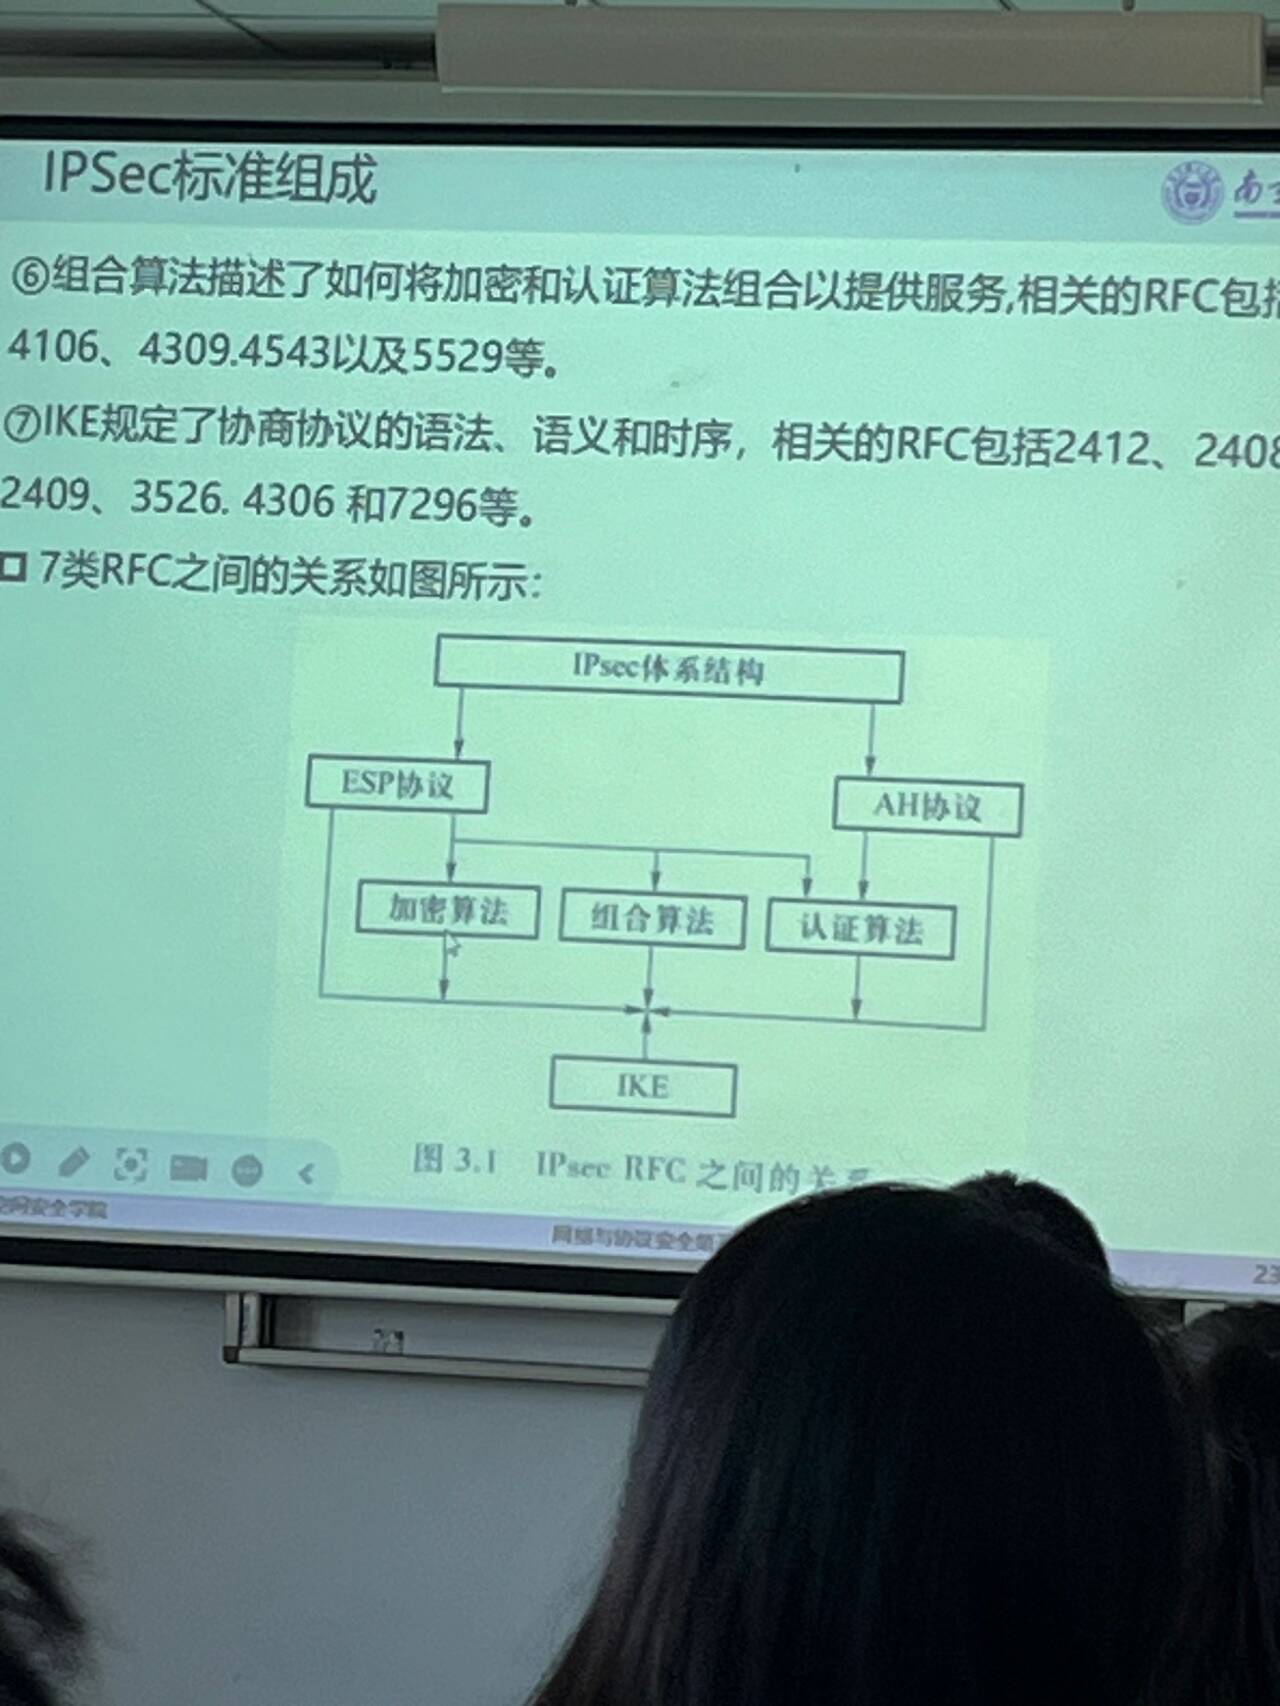 IPSec标准组成
南
⑥组合算法描述了如何将加密和认证算法组合以提供服务,相关的RFC包括
4106、4309.4543以及5529等。
⑦IKE规定了协商协议的语法、语义和时序，相关的RFC包括2412、2408
2409、3526. 4306 和7296等。
7类RFC之间的关系如图所示：
IPsec体系结构
ESP协议
AH协议
加密算法
组合算法
认证算法
IKE
图 3.1 IPsec RFC 之间的关系
安全学院
网络与协议安全
23